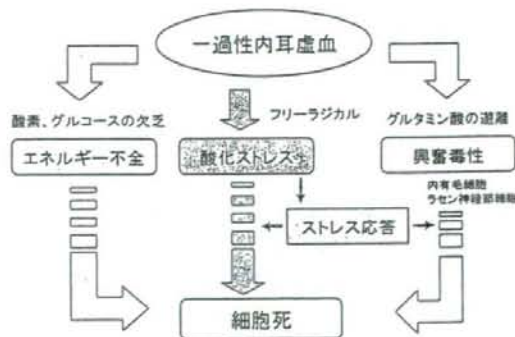 一過性内耳虚血
酸素、グルコースの欠乏
フリーラジカル
グルタミン酸の遊離
エネルギー不全
酸化ストレス
興奮毒性
内有毛細胞
ラセン神経節細胞
ストレス応答
細胞死